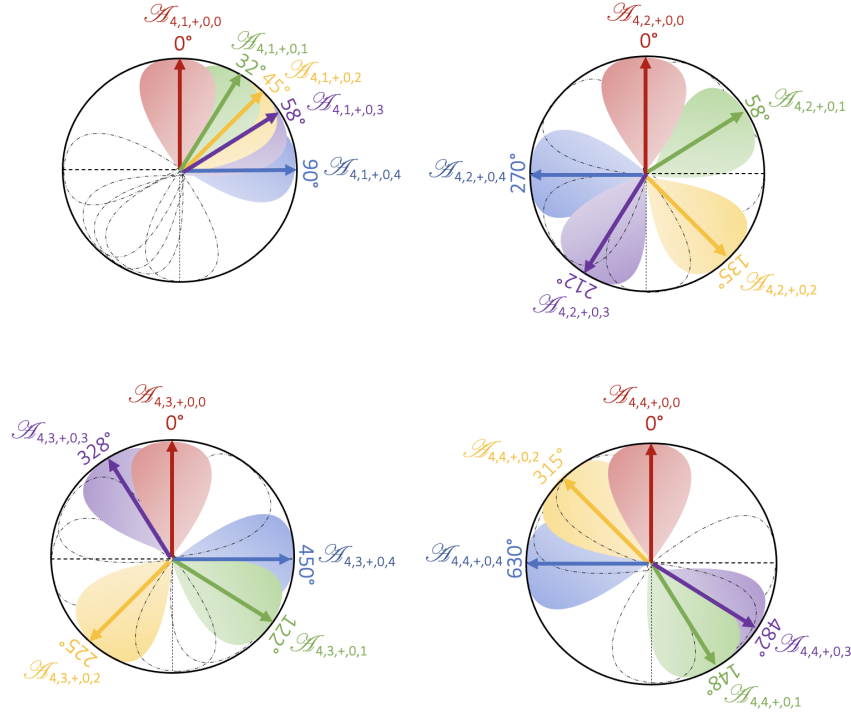 𝒜4,1,+,0,0
0°
𝒜4,1,+,0,1
32°
𝒜4,1,+,0,2
45°
𝒜4,1,+,0,3
58°
𝒜4,1,+,0,4
90°
𝒜4,2,+,0,0
0°
𝒜4,2,+,0,1
58°
𝒜4,2,+,0,4
270°
135°
𝒜4,2,+,0,2
212°
𝒜4,2,+,0,3
𝒜4,3,+,0,0
0°
𝒜4,3,+,0,3
328°
450°
𝒜4,3,+,0,4
122°
𝒜4,3,+,0,1
225°
𝒜4,3,+,0,2
𝒜4,4,+,0,0
0°
𝒜4,4,+,0,2
315°
𝒜4,4,+,0,4
630°
482°
𝒜4,4,+,0,3
148°
𝒜4,4,+,0,1